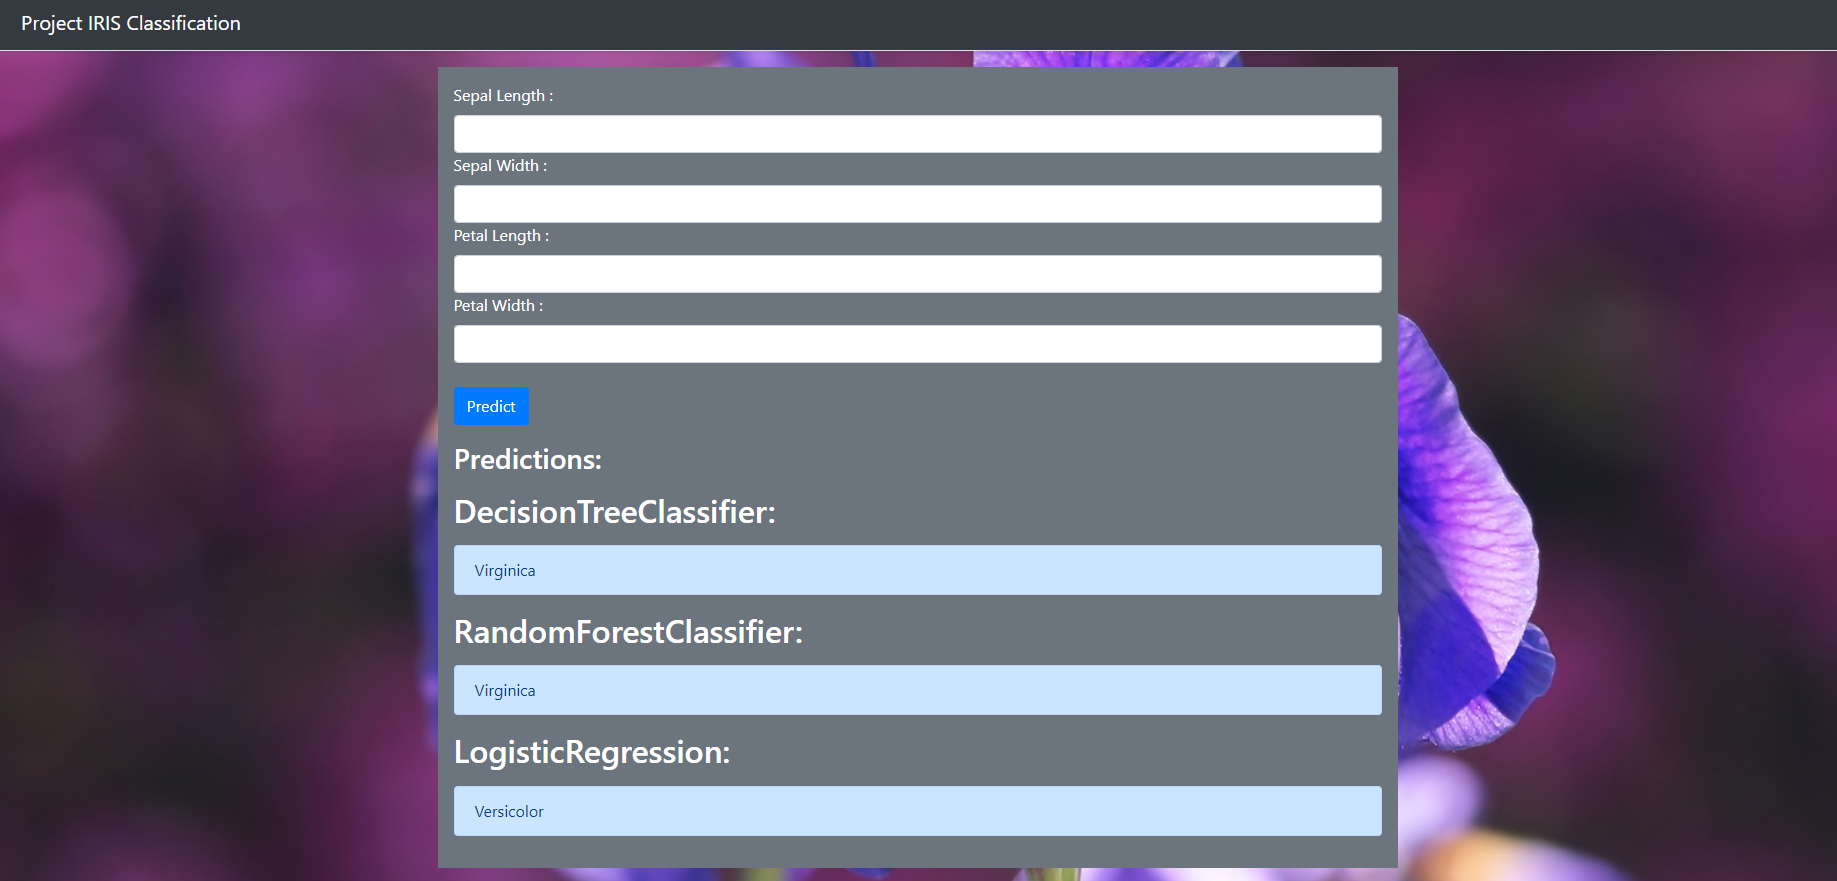 Project IRIS Classification
Sepal Length :
Sepal Width :
Petal Length :
Petal Width :
Predict
Predictions:
DecisionTreeClassifier:
Virginica
RandomForestClassifier:
Virginica
LogisticRegression:
Versicolor